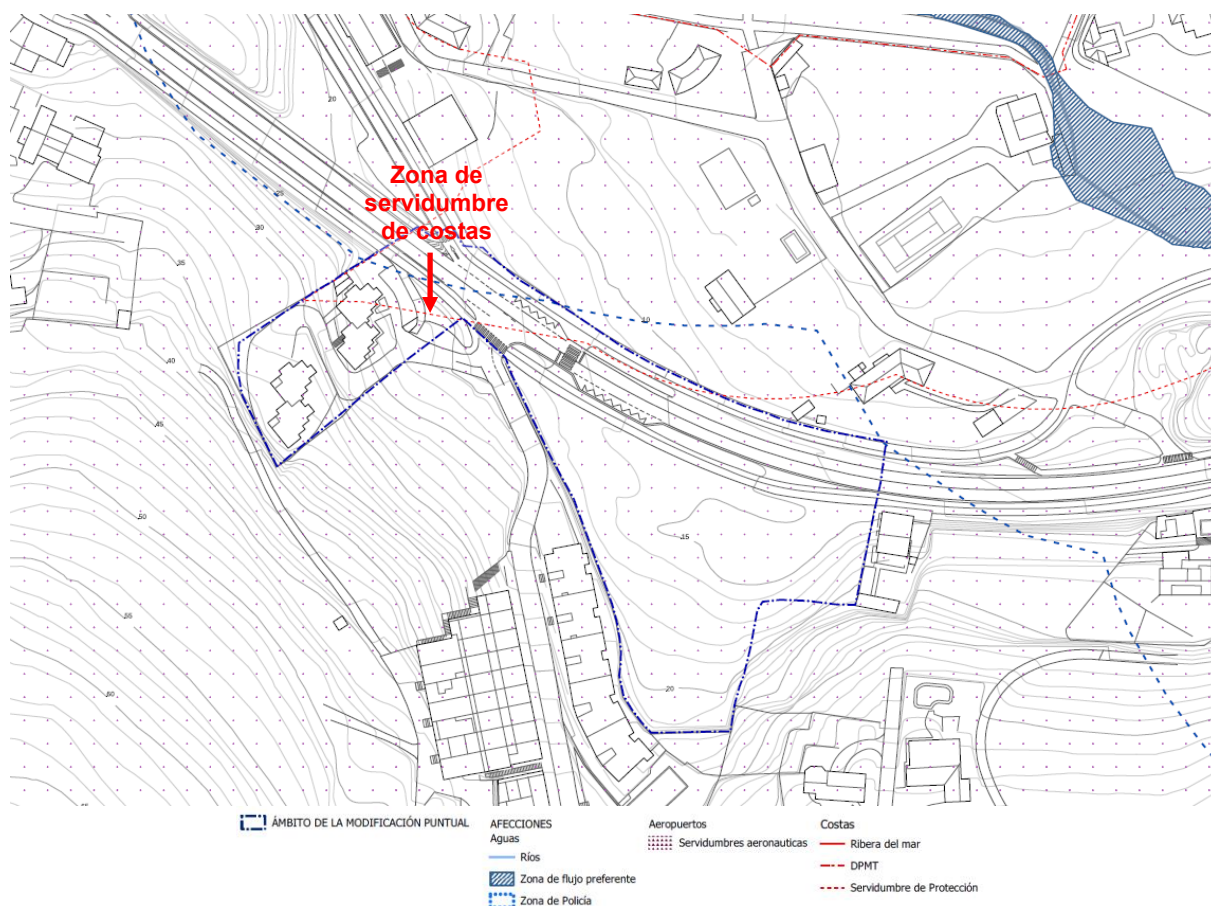 20
Zona de
servidumbre
de costas
25
30
35
10
40
45
50
15
55
60
20
ÁMBITO DE LA MODIFICACIÓN PUNTUAL
AFECCIONES
Aguas
Ríos
Zona de flujo preferente
Zona de Policía
Aeropuertos
Servidumbres aeronauticas
Costas
Ribera del mar
DPMT
Servidumbre de Protección